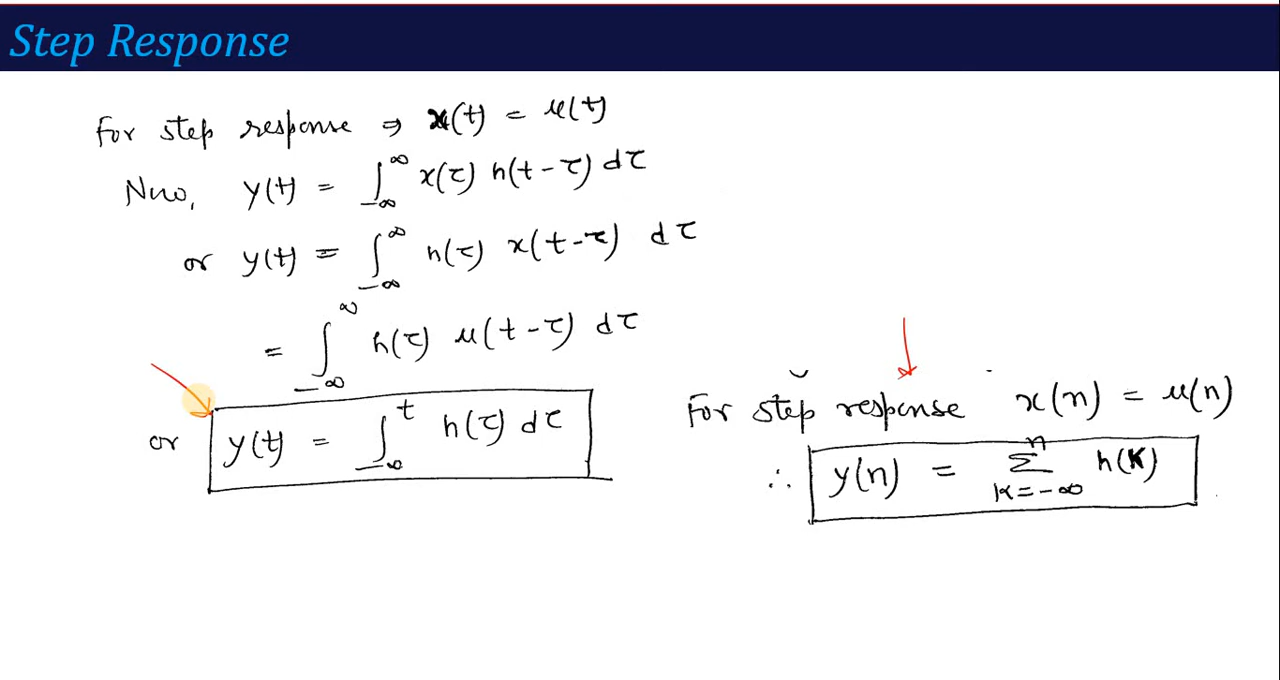 Step Response
For step response ⇒ x(t) = u(t)
Now, y(t) = ∫_{-∞}^{∞} x(τ) h(t-τ) dτ
or y(t) = ∫_{-∞}^{∞} h(τ) x(t-τ) dτ
= ∫_{-∞}^{∞} h(τ) u(t-τ) dτ
or y(t) = ∫_{-∞}^{t} h(τ) dτ
For step response x(n) = u(n)
∴ y(n) = Σ_{k=-∞}^{n} h(k)